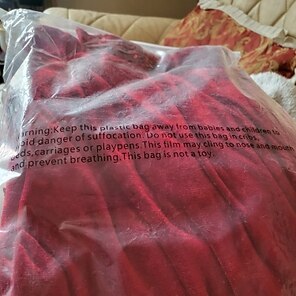 arning:Keep this plastic bag away from babies and children to
oid danger of suffocation. Do not use this bag in cribs,
eds,carriages or playpens.This film may cling to nose and mouth
and prevent breathing.This bag is not a toy.